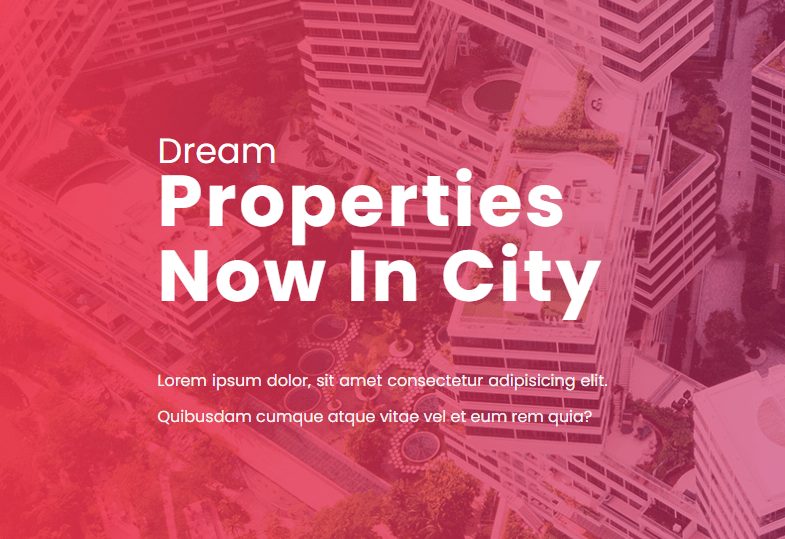 Dream
Properties
Now In City
Lorem ipsum dolor, sit amet consectetur adipisicing elit.
Quibusdam cumque atque vitae vel et eum rem quia?